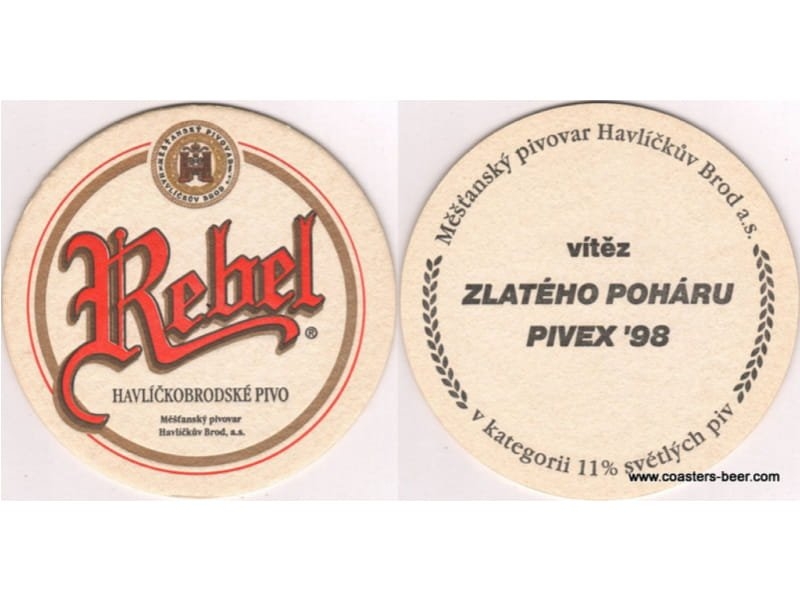 MĚŠŤANSKÝ PIVOVAR
HAVLÍČKŮV BROD
Rebel
®
HAVLÍČKOBRODSKÉ PIVO
Měšťanský pivovar
Havlíčkův Brod, a.s.
Měšťanský pivovar Havlíčkův Brod a.s.
vítěz
ZLATÉHO POHÁRU
PIVEX '98
v kategorii 11% světlých piv
www.coasters-beer.com